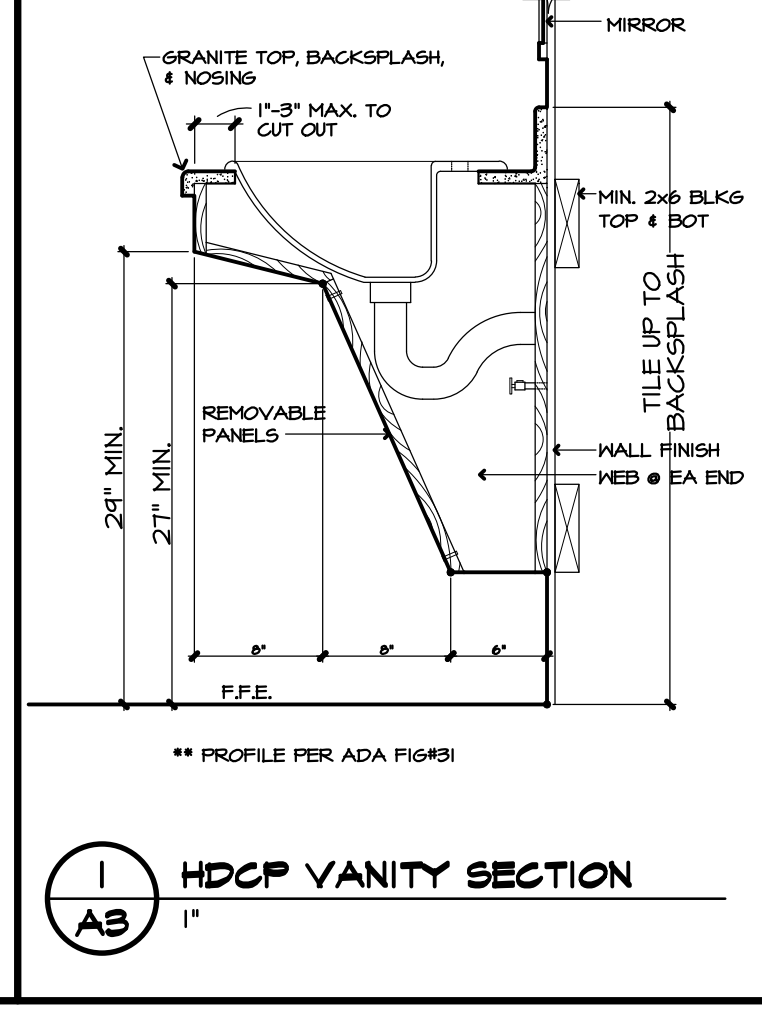 MIRROR
GRANITE TOP, BACKSPLASH,
& NOSING
1"-3" MAX. TO
CUT OUT
MIN. 2x6 BLKG
TOP & BOT
TILE UP TO
BACKSPLASH
REMOVABLE
PANELS
29" MIN.
27" MIN.
WALL FINISH
WEB @ EA END
8"
8"
6"
F.F.E.
** PROFILE PER ADA FIG#31
1
HDCP VANITY SECTION
A3
1"